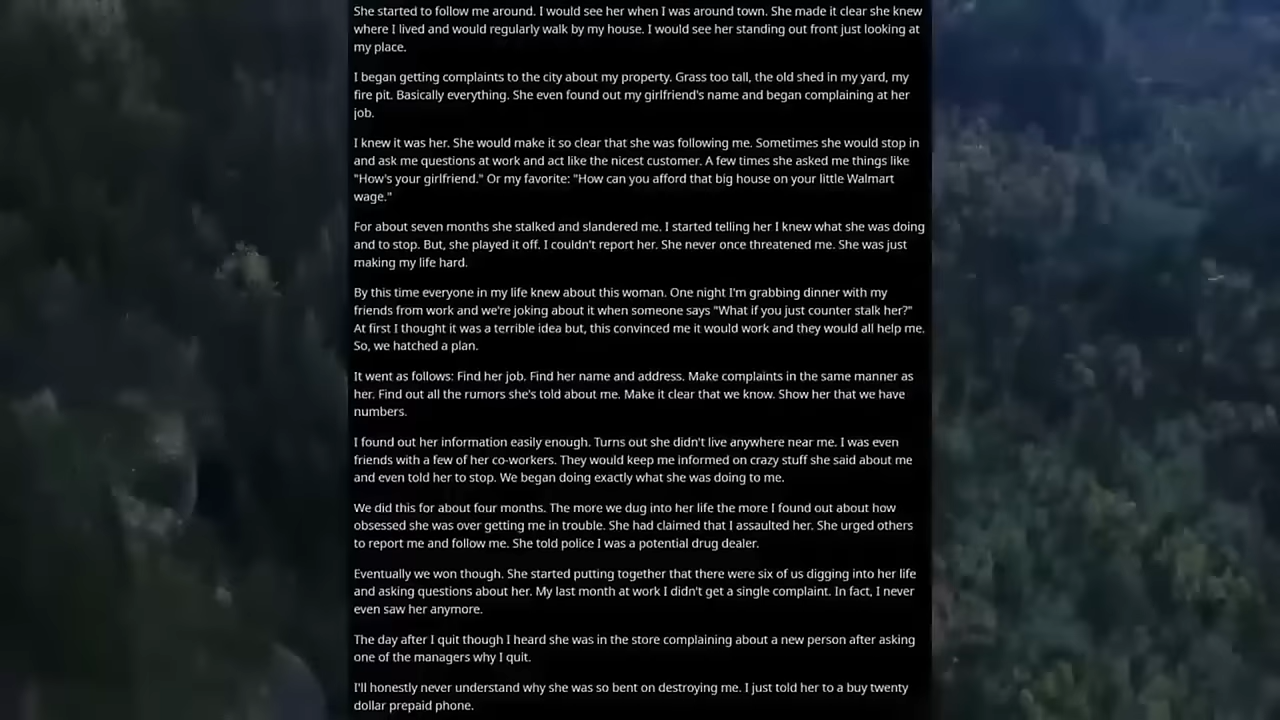 She started to follow me around. I would see her when I was around town. She made it clear she knew
where I lived and would regularly walk by my house. I would see her standing out front just looking at
my place.
I began getting complaints to the city about my property. Grass too tall, the old shed in my yard, my
fire pit. Basically everything. She even found out my girlfriend's name and began complaining at her
job.
I knew it was her. She would make it so clear that she was following me. Sometimes she would stop in
and ask me questions at work and act like the nicest customer. A few times she asked me things like
"How's your girlfriend." Or my favorite: "How can you afford that big house on your little Walmart
wage."
For about seven months she stalked and slandered me. I started telling her I knew what she was doing
and to stop. But, she played it off. I couldn't report her. She never once threatened me. She was just
making my life hard.
By this time everyone in my life knew about this woman. One night I'm grabbing dinner with my
friends from work and we're joking about it when someone says "What if you just counter stalk her?"
At first I thought it was a terrible idea but, this convinced me it would work and they would all help me.
So, we hatched a plan.
It went as follows: Find her job. Find her name and address. Make complaints in the same manner as
her. Find out all the rumors she's told about me. Make it clear that we know. Show her that we have
numbers.
I found out her information easily enough. Turns out she didn't live anywhere near me. I was even
friends with a few of her co-workers. They would keep me informed on crazy stuff she said about me
and even told her to stop. We began doing exactly what she was doing to me.
We did this for about four months. The more we dug into her life the more I found out about how
obsessed she was over getting me in trouble. She had claimed that I assaulted her. She urged others
to report me and follow me. She told police I was a potential drug dealer.
Eventually we won though. She started putting together that there were six of us digging into her life
and asking questions about her. My last month at work I didn't get a single complaint. In fact, I never
even saw her anymore.
The day after I quit though I heard she was in the store complaining about a new person after asking
one of the managers why I quit.
I'll honestly never understand why she was so bent on destroying me. I just told her to a buy twenty
dollar prepaid phone.